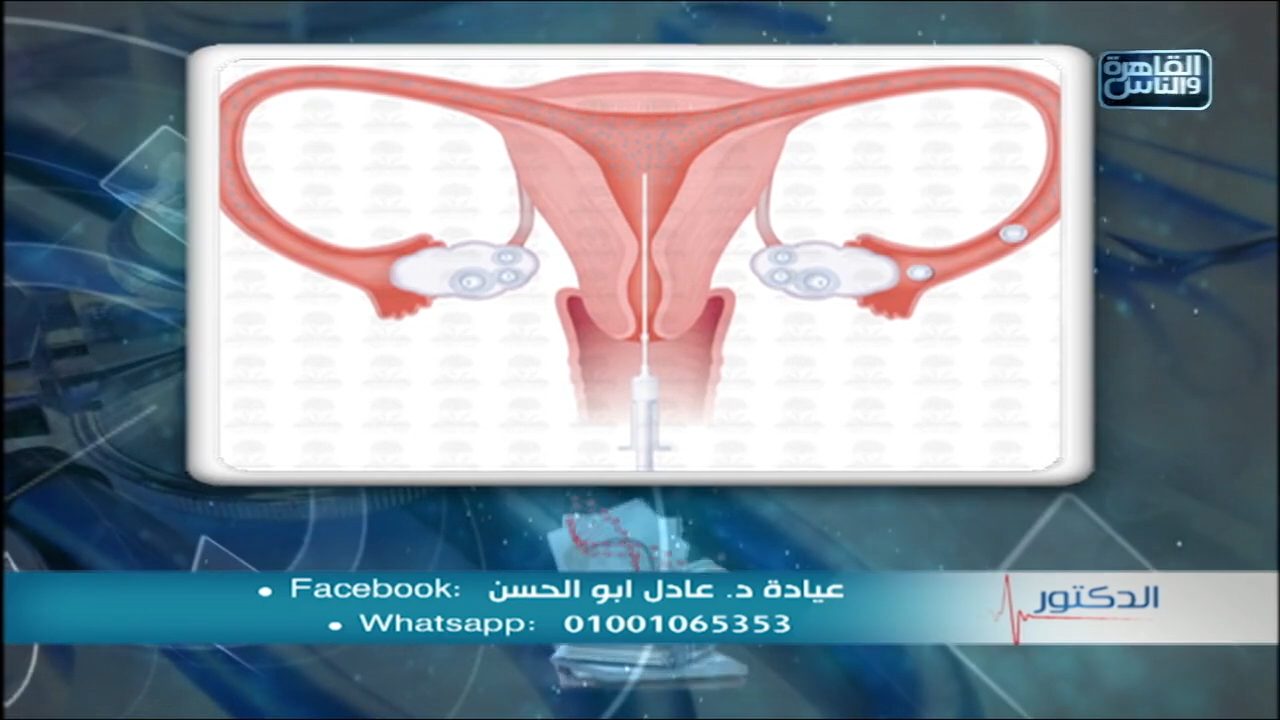 القاهرة
والناس
الدكتور
• Facebook: عيادة د. عادل ابو الحسن
• Whatsapp: 01001065353